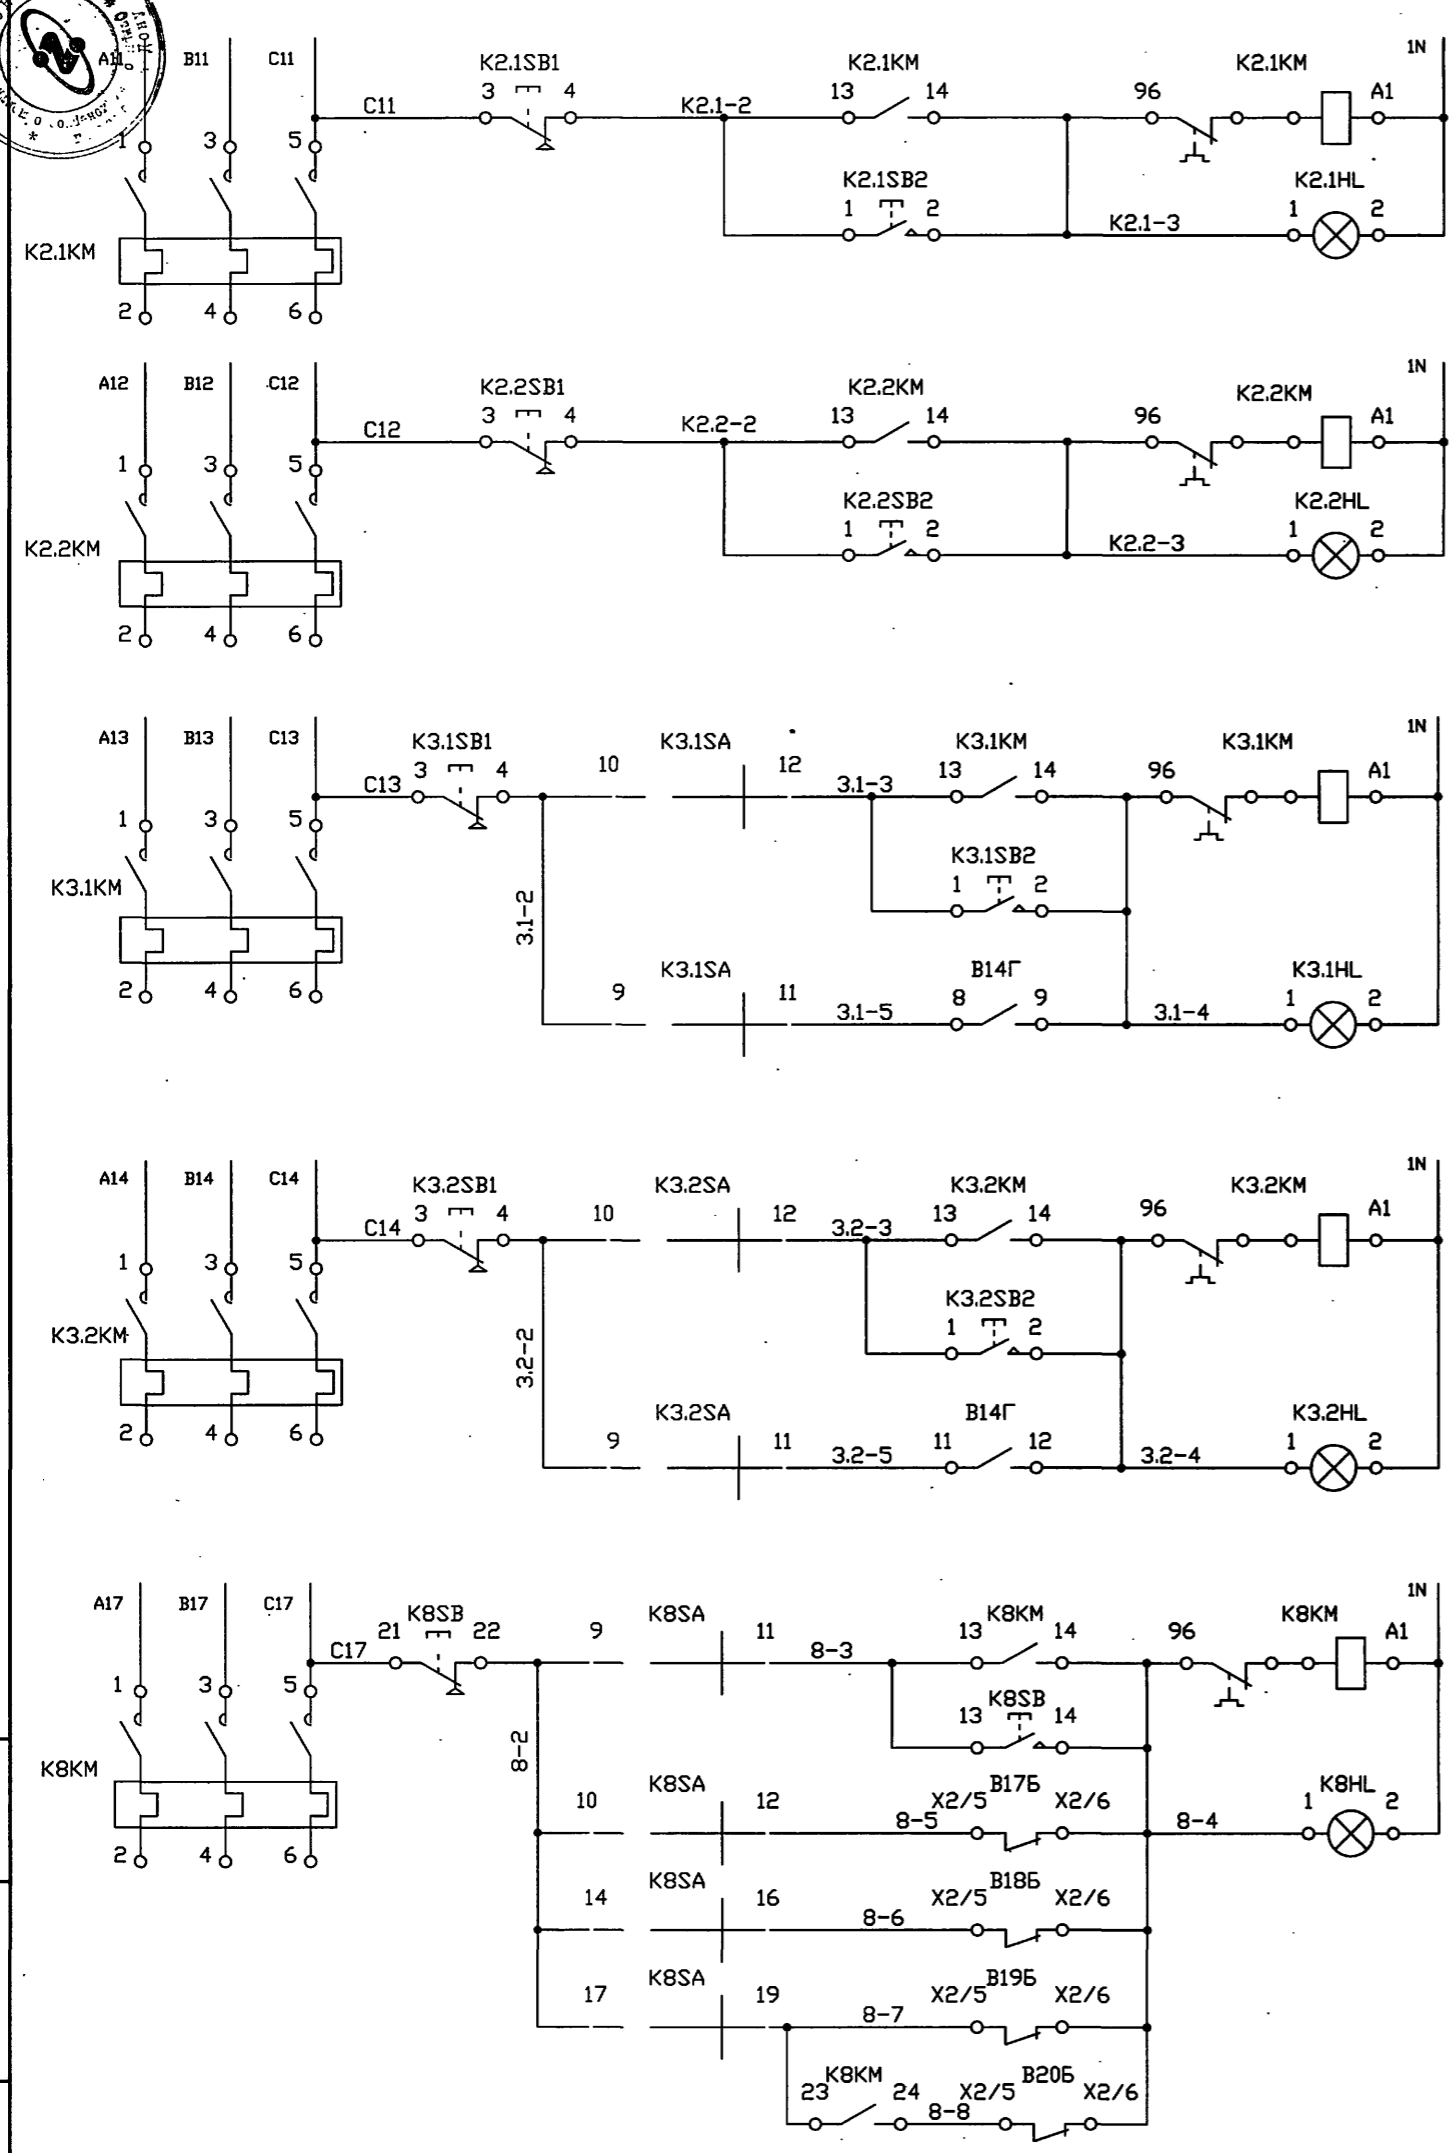 A11 B11 C11 K2.1SB1 K2.1KM K2.1KM 1N
C11 3 4 K2.1-2 13 14 96 A1
1 3 5 K2.1SB2 K2.1HL
1 2 K2.1-3 1 2
K2.1KM
2 4 6
A12 B12 C12 K2.2SB1 K2.2KM K2.2KM 1N
C12 3 4 K2.2-2 13 14 96 A1
1 3 5 K2.2SB2 K2.2HL
1 2 K2.2-3 1 2
K2.2KM
2 4 6
A13 B13 C13 K3.1SB1 K3.1SA K3.1KM K3.1KM 1N
C13 3 4 10 12 3.1-3 13 14 96 A1
1 3 5
K3.1KM K3.1SB2
1 2
3.1-2
2 4 6 K3.1SA В14Г K3.1HL
9 11 3.1-5 8 9 3.1-4 1 2
A14 B14 C14 K3.2SB1 K3.2SA K3.2KM K3.2KM 1N
C14 3 4 10 12 3.2-3 13 14 96 A1
1 3 5
K3.2KM K3.2SB2
1 2
3.2-2
2 4 6 K3.2SA В14Г K3.2HL
9 11 3.2-5 11 12 3.2-4 1 2
A17 B17 C17 K8SB K8SA K8KM K8KM 1N
C17 21 22 9 11 8-3 13 14 96 A1
1 3 5 K8SB
13 14
8-2
K8KM K8SA В17Б K8HL
10 12 8-5 X2/5 X2/6 8-4 1 2
2 4 6
K8SA В18Б
14 16 8-6 X2/5 X2/6
K8SA В19Б
17 19 8-7 X2/5 X2/6
K8KM В20Б
23 24 8-8 X2/5 X2/6